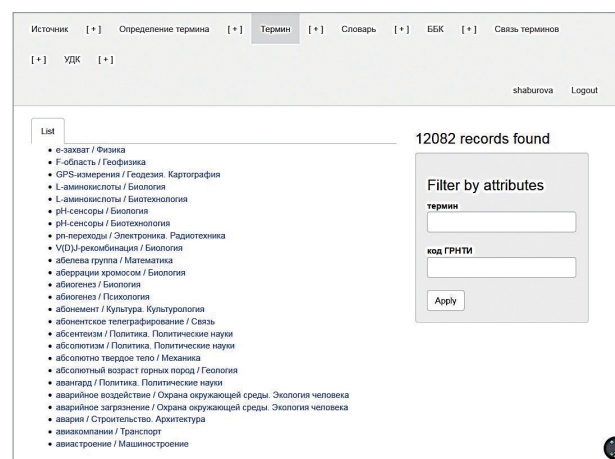 Источник [ + ] Определение термина [ + ] Термин [ + ] Словарь [ + ] ББК [ + ] Связь терминов
[ + ] УДК [ + ]
shaburova Logout
List
е-захват / Физика
F-область / Геофизика
GPS-измерения / Геодезия. Картография
L-аминокислоты / Биология
L-аминокислоты / Биотехнология
pH-сенсоры / Биология
pH-сенсоры / Биотехнология
pn-переходы / Электроника. Радиотехника
V(D)J-рекомбинация / Биология
абелева группа / Математика
аберрации хромосом / Биология
абиогенез / Биология
абиогенез / Психология
абонемент / Культура. Культурология
абонентское телеграфирование / Связь
абсентеизм / Политика. Политические науки
абсолютизм / Политика. Политические науки
абсолютно твердое тело / Механика
абсолютный возраст горных пород / Геология
авангард / Политика. Политические науки
аварийное воздействие / Охрана окружающей среды. Экология человека
аварийное загрязнение / Охрана окружающей среды. Экология человека
авария / Строительство. Архитектура
авиакомпании / Транспорт
авиастроение / Машиностроение
12082 records found
Filter by attributes
термин
код ГРНТИ
Apply